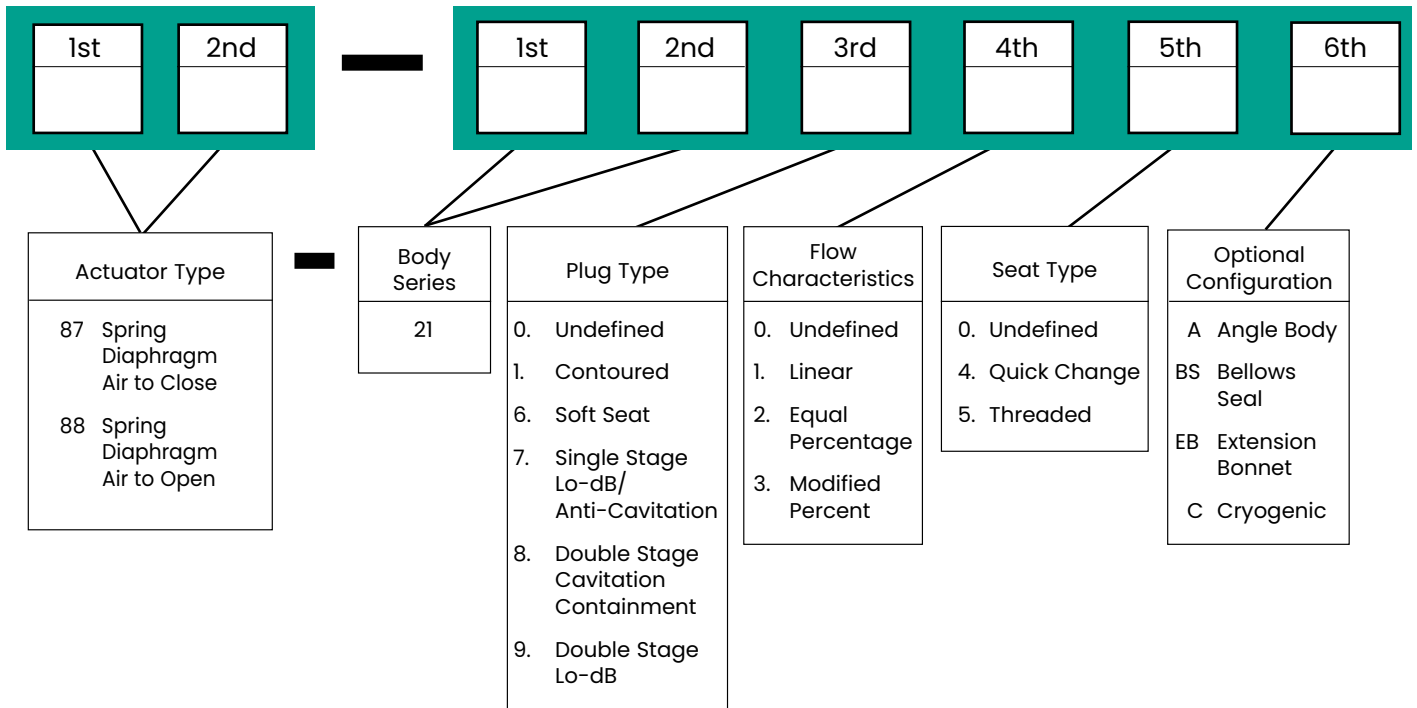 1st
2nd
1st
2nd
3rd
4th
5th
6th
Actuator Type
87 Spring
Diaphragm
Air to Close
88 Spring
Diaphragm
Air to Open
Body
Series
21
Plug Type
0. Undefined
1. Contoured
6. Soft Seat
7. Single Stage
Lo-dB/
Anti-Cavitation
8. Double Stage
Cavitation
Containment
9. Double Stage
Lo-dB
Flow
Characteristics
0. Undefined
1. Linear
2. Equal
Percentage
3. Modified
Percent
Seat Type
0. Undefined
4. Quick Change
5. Threaded
Optional
Configuration
A Angle Body
BS Bellows
Seal
EB Extension
Bonnet
C Cryogenic